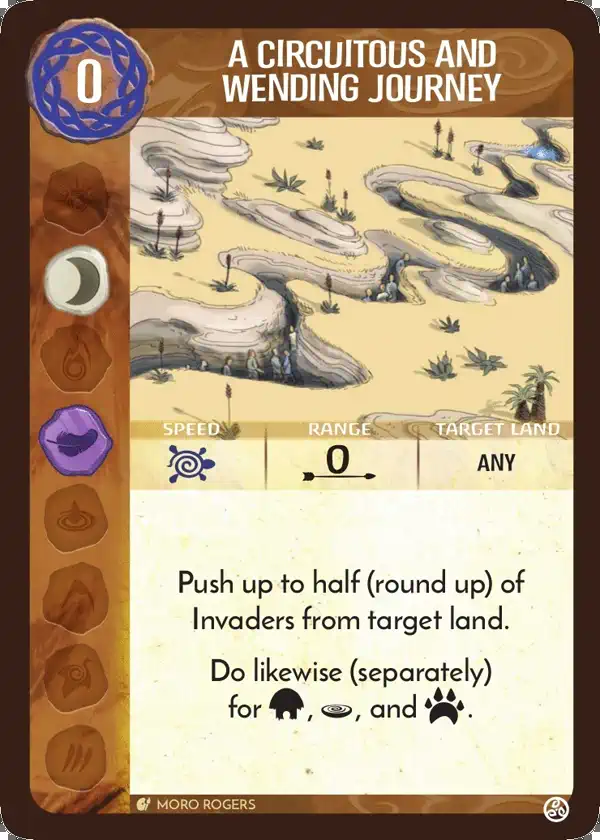 0
A CIRCUITOUS AND
WENDING JOURNEY
SPEED RANGE TARGET LAND
0 ANY
Push up to half (round up) of
Invaders from target land.
Do likewise (separately)
for , , and .
MORO ROGERS